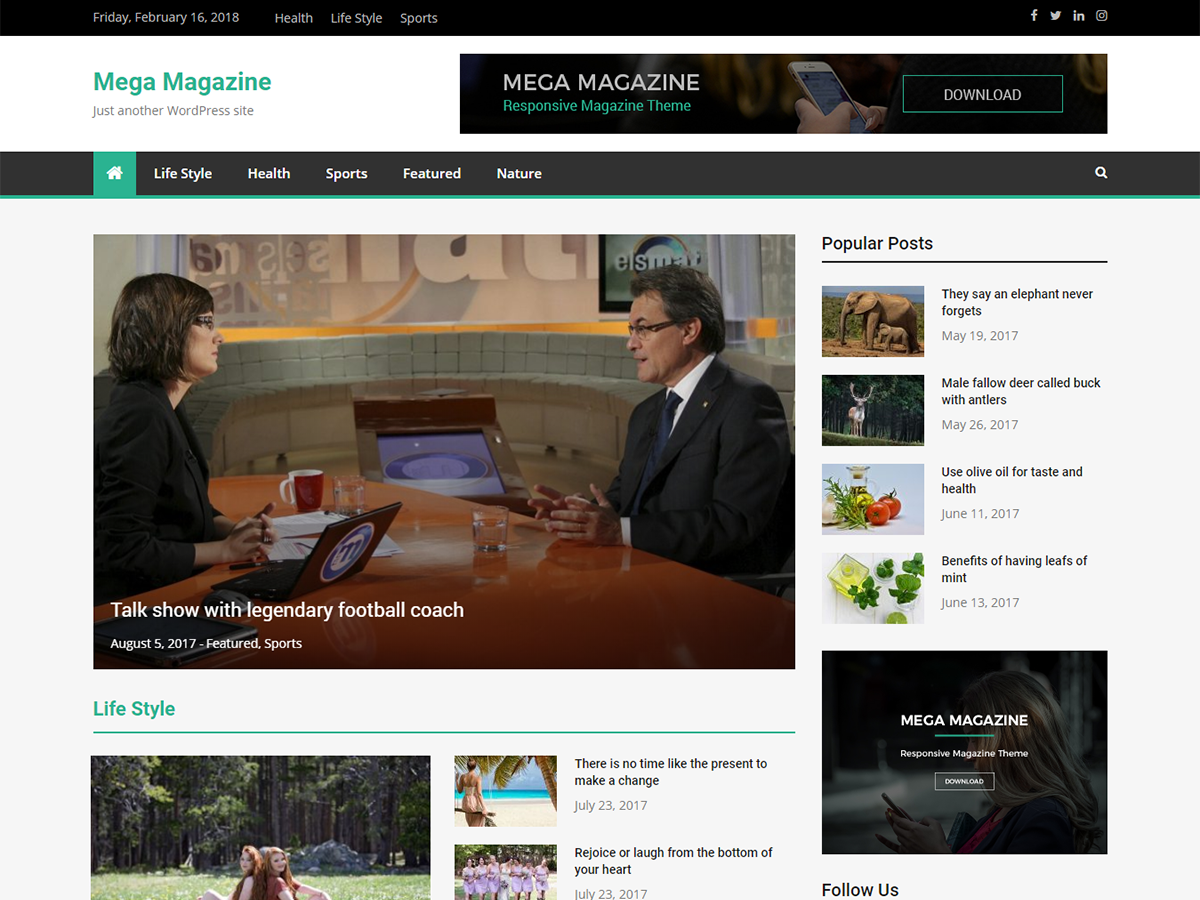 Friday, February 16, 2018 Health Life Style Sports
Mega Magazine
Just another WordPress site
MEGA MAGAZINE
Responsive Magazine Theme
DOWNLOAD
Life Style Health Sports Featured Nature
elsmat
Talk show with legendary football coach
August 5, 2017 - Featured, Sports
Popular Posts
They say an elephant never
forgets
May 19, 2017
Male fallow deer called buck
with antlers
May 26, 2017
Use olive oil for taste and
health
June 11, 2017
Benefits of having leafs of
mint
June 13, 2017
MEGA MAGAZINE
Responsive Magazine Theme
DOWNLOAD
Follow Us
Life Style
There is no time like the present to
make a change
July 23, 2017
Rejoice or laugh from the bottom of
your heart
July 23, 2017